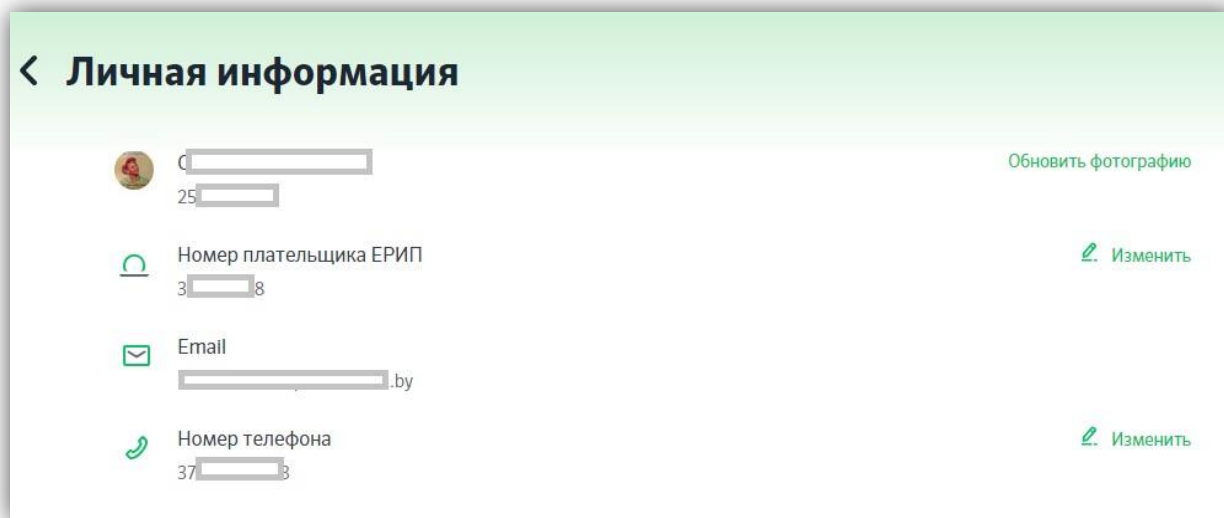 Личная информация
25
Обновить фотографию
Номер плательщика ЕРИП
Изменить
3 8
Email
.by
Номер телефона
Изменить
37 3